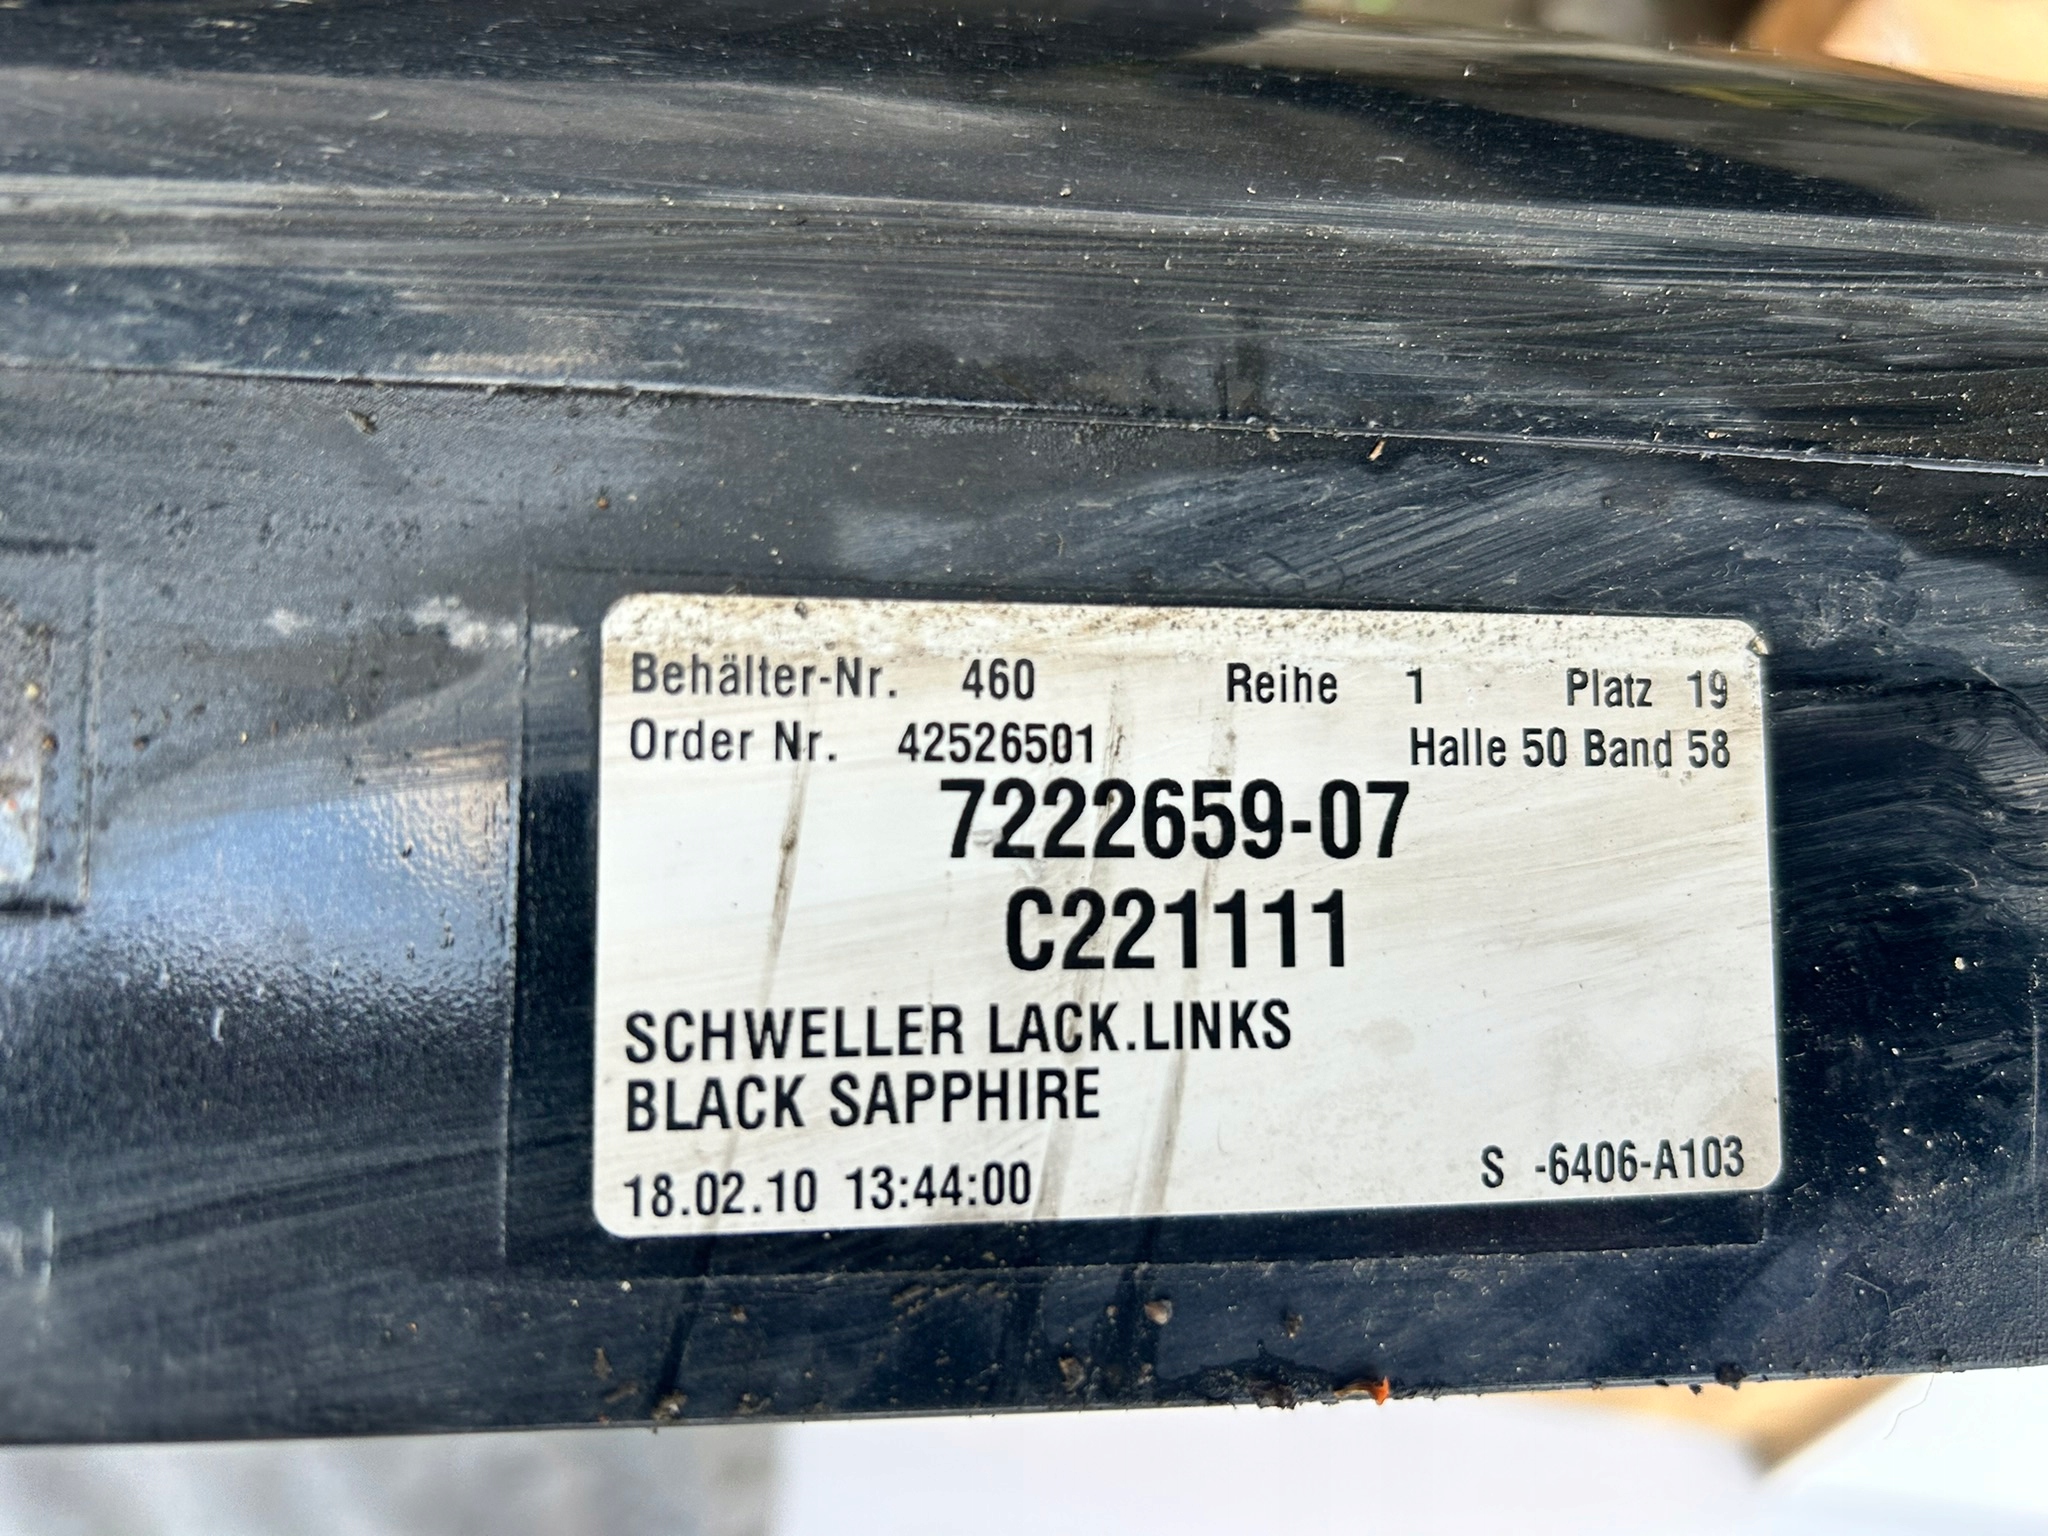 Behälter-Nr. 460 Reihe 1 Platz 19
Order Nr. 42526501 Halle 50 Band 58
7222659-07
C221111
SCHWELLER LACK.LINKS
BLACK SAPPHIRE
18.02.10 13:44:00 S -6406-A103